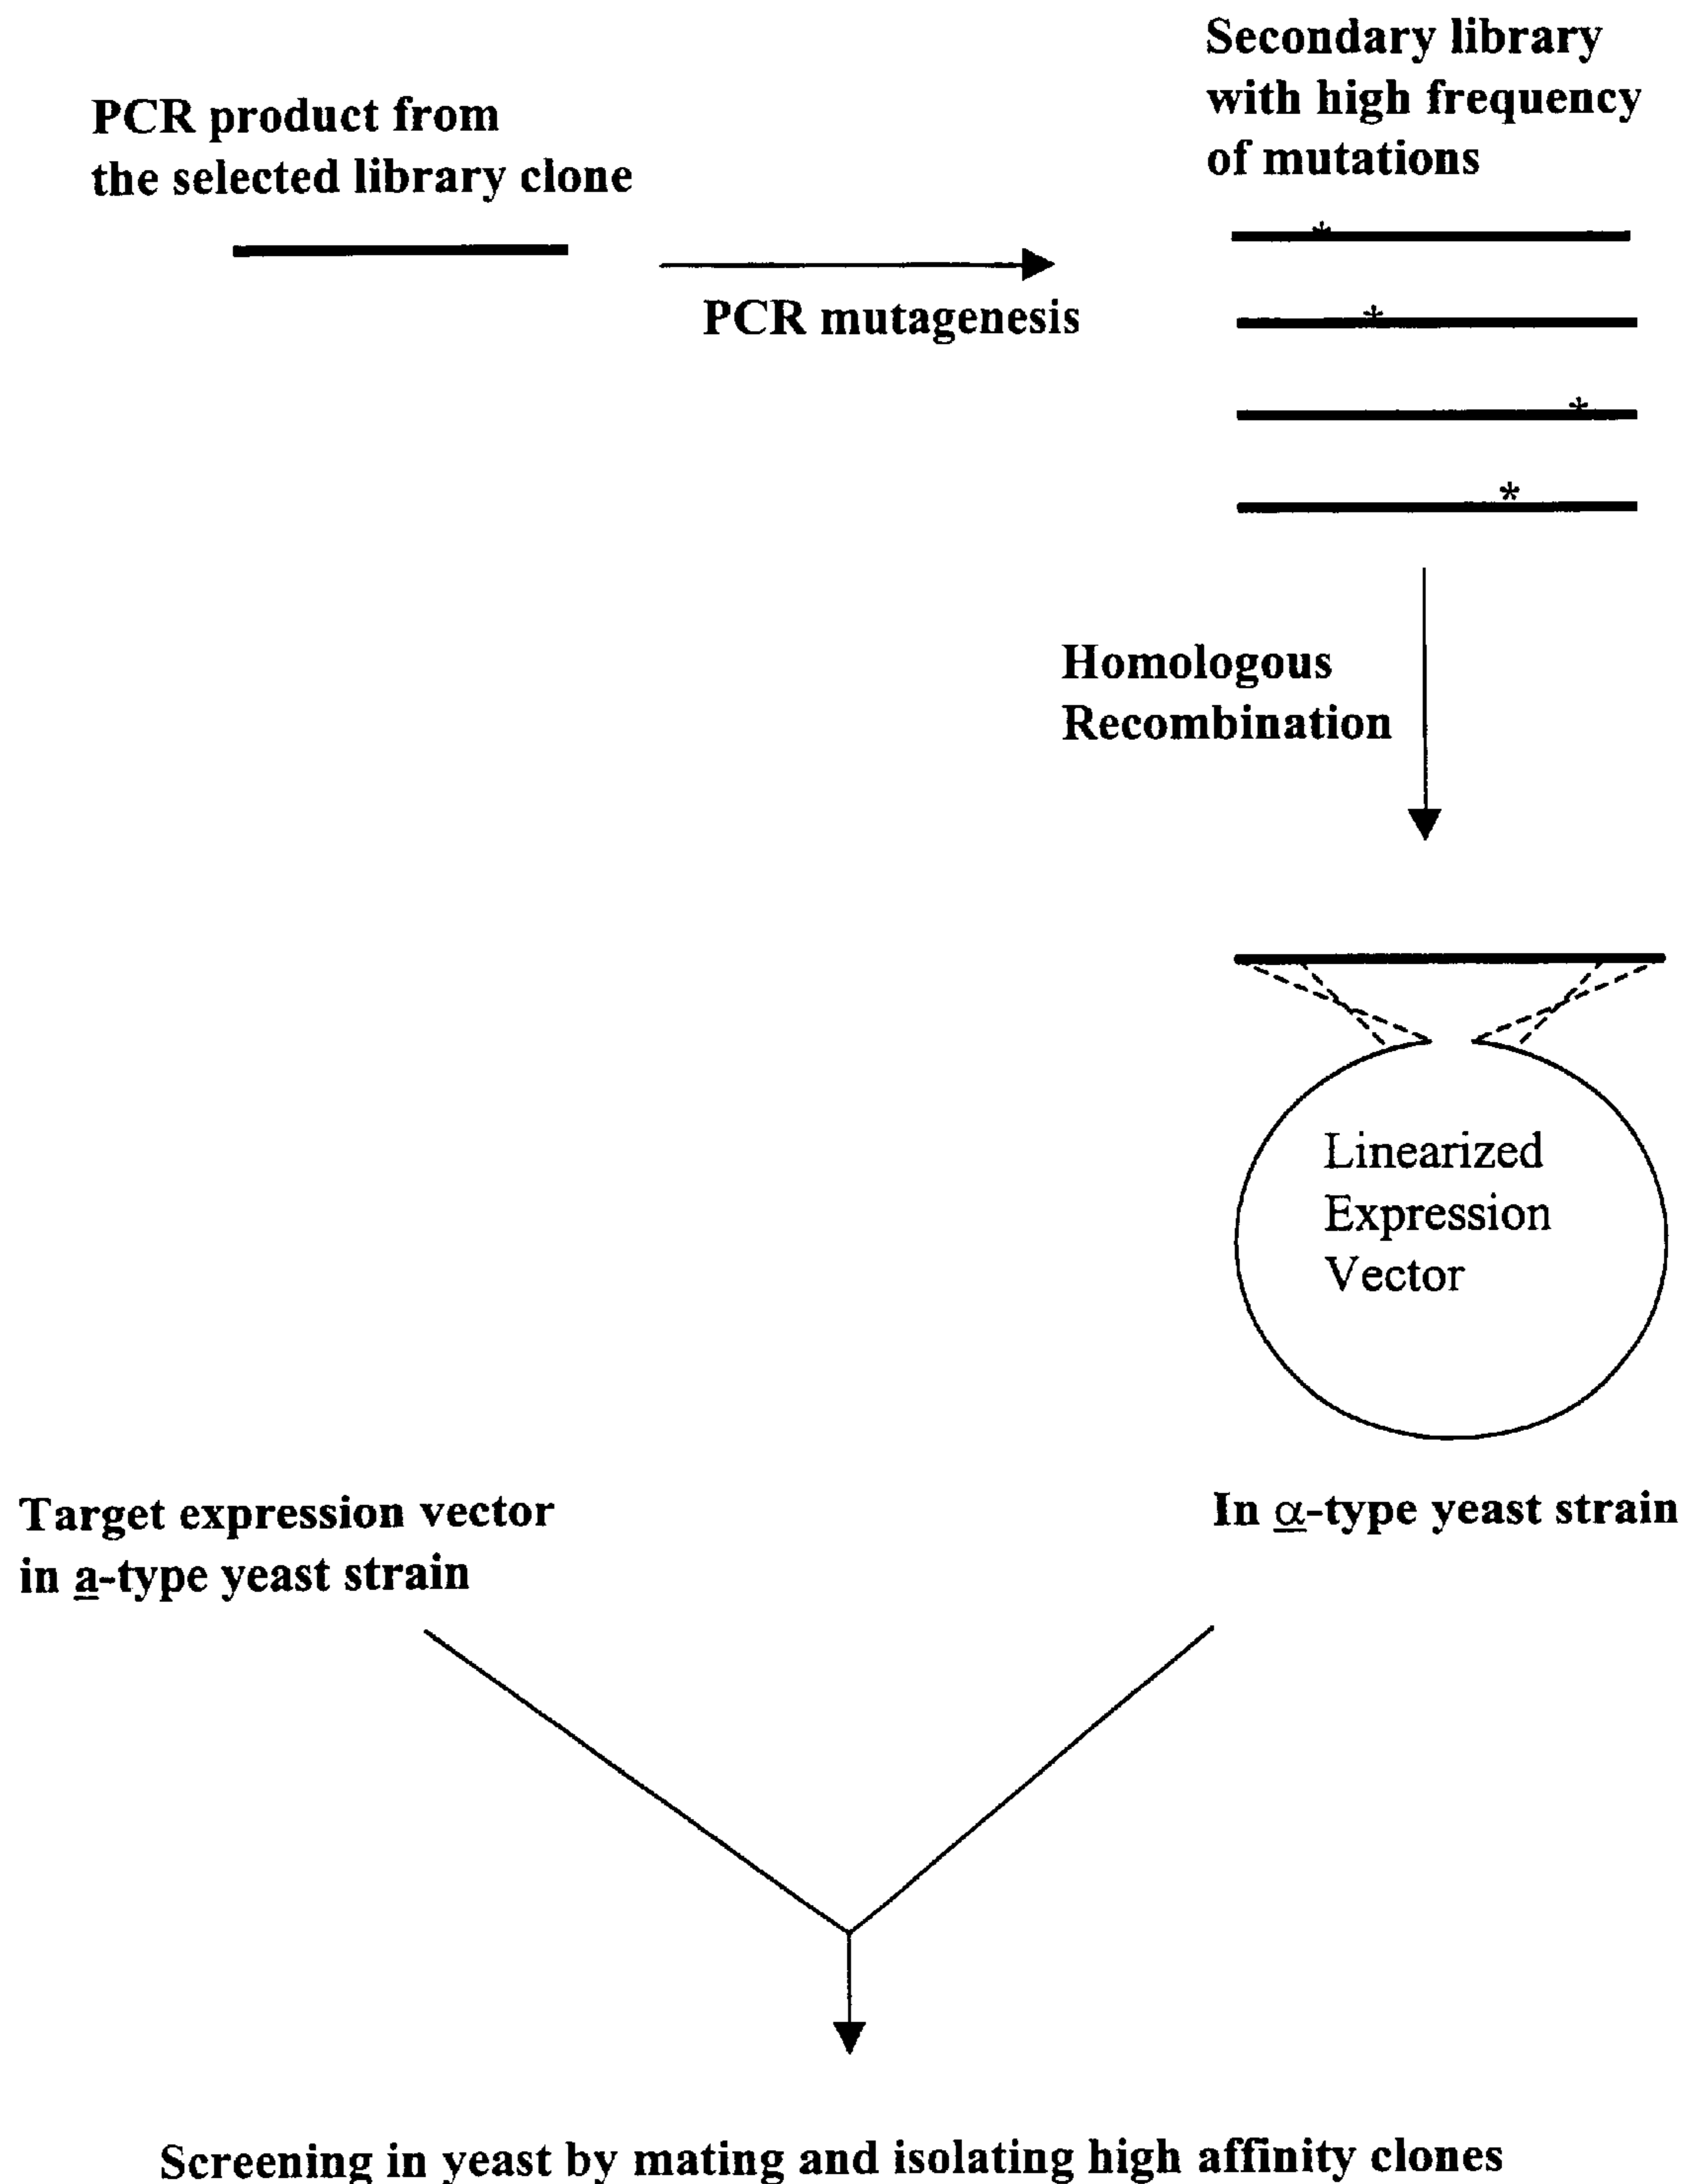 PCR product from
the selected library clone
Secondary library
with high frequency
of mutations
PCR mutagenesis
*
*
*
*
Homologous
Recombination
Linearized
Expression
Vector
Target expression vector
in a-type yeast strain
In α-type yeast strain
Screening in yeast by mating and isolating high affinity clones